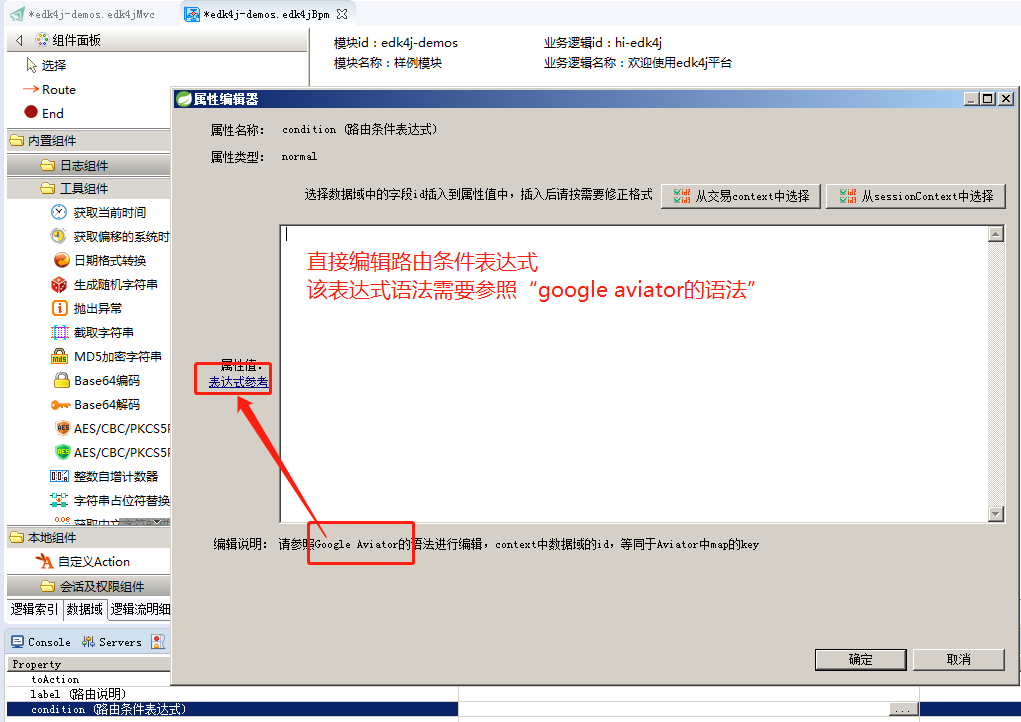 *edk4j-demos.edk4jMvc
*edk4j-demos.edk4jBpm
组件面板
选择
Route
End
内置组件
日志组件
工具组件
获取当前时间
获取偏移的系统时
日期格式转换
生成随机字符串
抛出异常
截取字符串
MD5加密字符串
Base64编码
Base64解码
AES/CBC/PKCS5
AES/CBC/PKCS5
整数自增计数器
字符串占位符替换
本地组件
自定义Action
会话及权限组件
逻辑索引 数据域 逻辑流明细
模块id：edk4j-demos 业务逻辑id：hi-edk4j
模块名称：样例模块 业务逻辑名称：欢迎使用edk4j平台
属性编辑器
属性名称： condition (路由条件表达式)
属性类型： normal
选择数据域中的字段id插入到属性值中，插入后请按需要修正格式 从交易context中选择 从sessionContext中选择
直接编辑路由条件表达式
该表达式语法需要参照“google aviator的语法”
属性值：
表达式参考
编辑说明： 请参照Google Aviator的语法进行编辑，context中数据域的id，等同于Aviator中map的key
确定 取消
Console Servers
Property
toAction
label (路由说明)
condition (路由条件表达式) ...